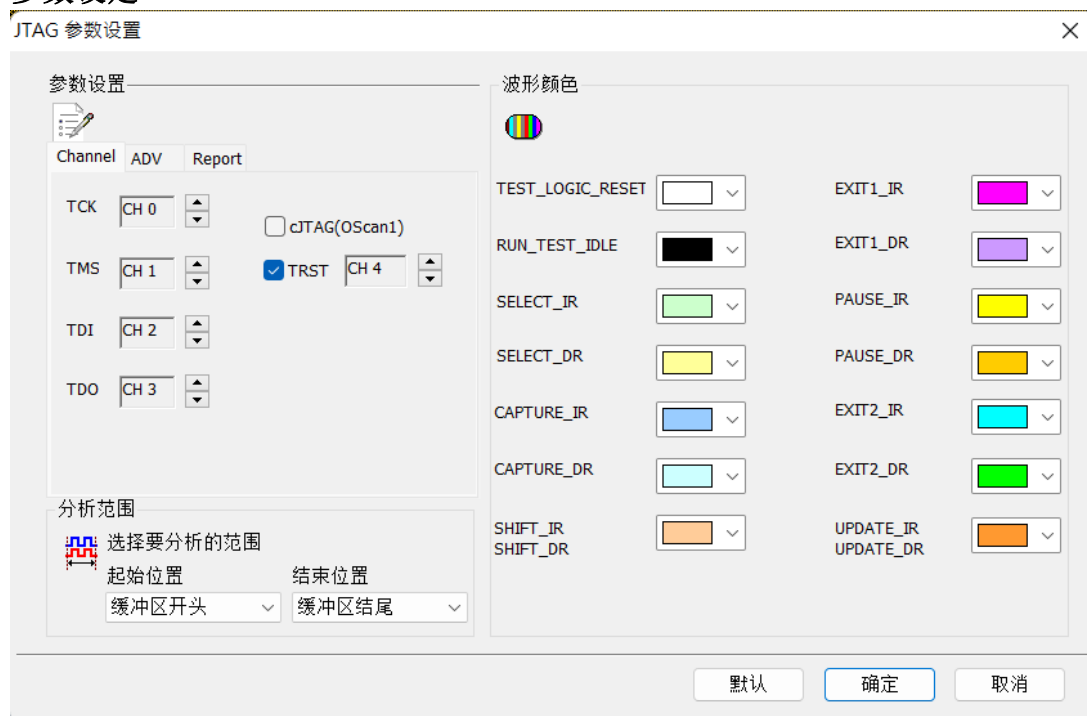 JTAG 参数设置
参数设置
Channel ADV Report
TCK CH 0
TMS CH 1
TDI CH 2
TDO CH 3
cJTAG(OScan1)
TRST CH 4
分析范围
选择要分析的范围
起始位置 结束位置
缓冲区开头 缓冲区结尾
波形颜色
TEST_LOGIC_RESET EXIT1_IR
RUN_TEST_IDLE EXIT1_DR
SELECT_IR PAUSE_IR
SELECT_DR PAUSE_DR
CAPTURE_IR EXIT2_IR
CAPTURE_DR EXIT2_DR
SHIFT_IR UPDATE_IR
SHIFT_DR UPDATE_DR
默认 确定 取消